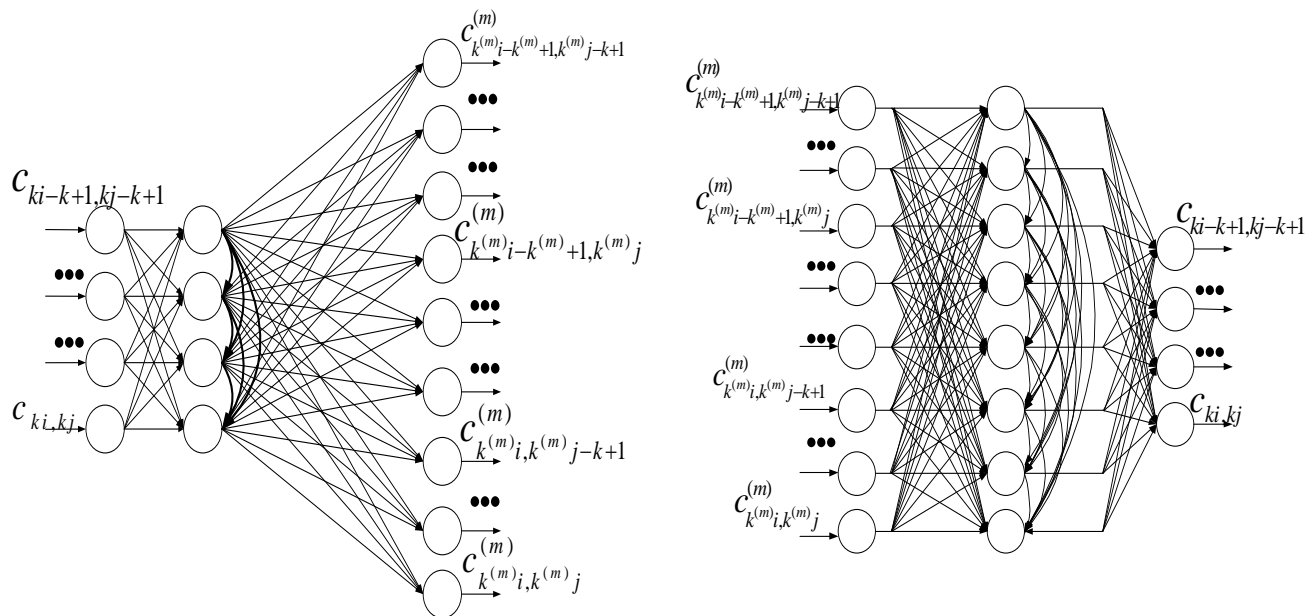 c^{(m)}_{k^{(m)}i-k^{(m)}+1,k^{(m)}j-k+1}
•••
•••
c_{ki-k+1,kj-k+1}
c^{(m)}_{k^{(m)}i-k^{(m)}+1,k^{(m)}j}
•••
•••
•••
•••
c_{ki,kj}
c^{(m)}_{k^{(m)}i,k^{(m)}j-k+1}
•••
c^{(m)}_{k^{(m)}i,k^{(m)}j}
c^{(m)}_{k^{(m)}i-k^{(m)}+1,k^{(m)}j-k+1}
•••
c^{(m)}_{k^{(m)}i-k^{(m)}+1,k^{(m)}j}
c_{ki-k+1,kj-k+1}
•••
•••
•••
•••
c^{(m)}_{k^{(m)}i,k^{(m)}j-k+1}
c_{ki,kj}
•••
c^{(m)}_{k^{(m)}i,k^{(m)}j}